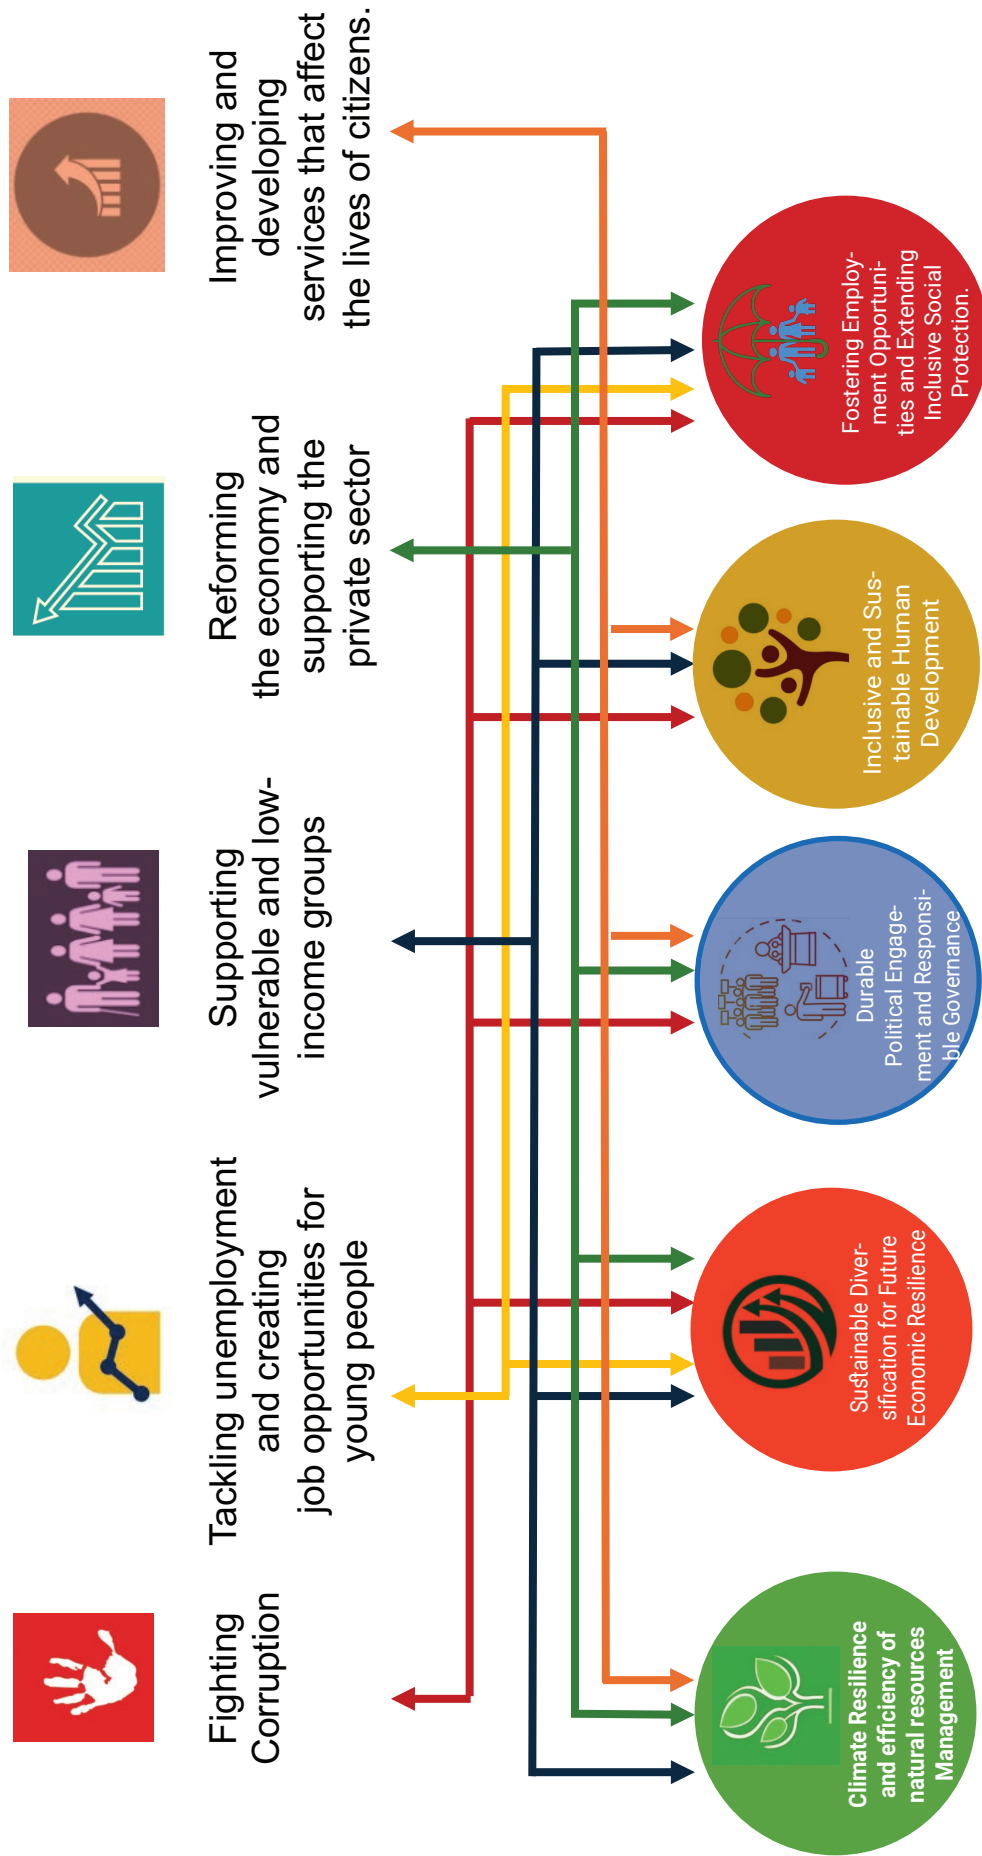 Fighting
Corruption
Tackling unemployment
and creating
job opportunities for
young people
Supporting
vulnerable and low-
income groups
Reforming
the economy and
supporting the
private sector
Improving and
developing
services that affect
the lives of citizens.
Climate Resilience
and efficiency of
natural resources
Management
Sustainable Diver-
sification for Future
Economic Resilience
Durable
Political Engage-
ment and Responsi-
ble Governance
Inclusive and Sus-
tainable Human
Development
Fostering Employ-
ment Opportuni-
ties and Extending
Inclusive Social
Protection.